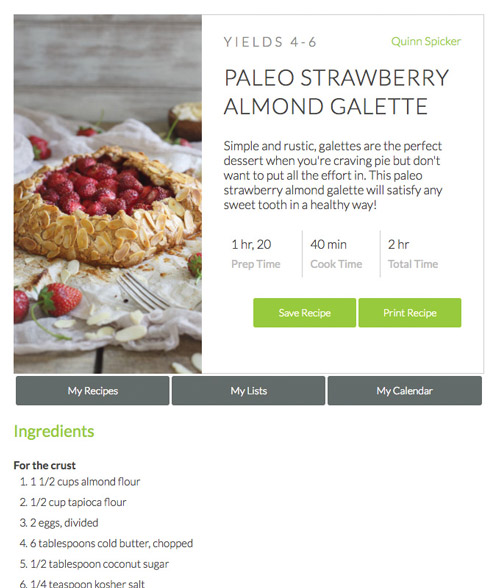 YIELDS 4-6
Quinn Spicker
PALEO STRAWBERRY
ALMOND GALETTE
Simple and rustic, galettes are the perfect
dessert when you're craving pie but don't
want to put all the effort in. This paleo
strawberry almond galette will satisfy any
sweet tooth in a healthy way!
1 hr, 20
Prep Time
40 min
Cook Time
2 hr
Total Time
Save Recipe
Print Recipe
My Recipes
My Lists
My Calendar
Ingredients
For the crust
1. 1 1/2 cups almond flour
2. 1/2 cup tapioca flour
3. 2 eggs, divided
4. 6 tablespoons cold butter, chopped
5. 1/2 tablespoon coconut sugar
6. 1/4 teaspoon kosher salt